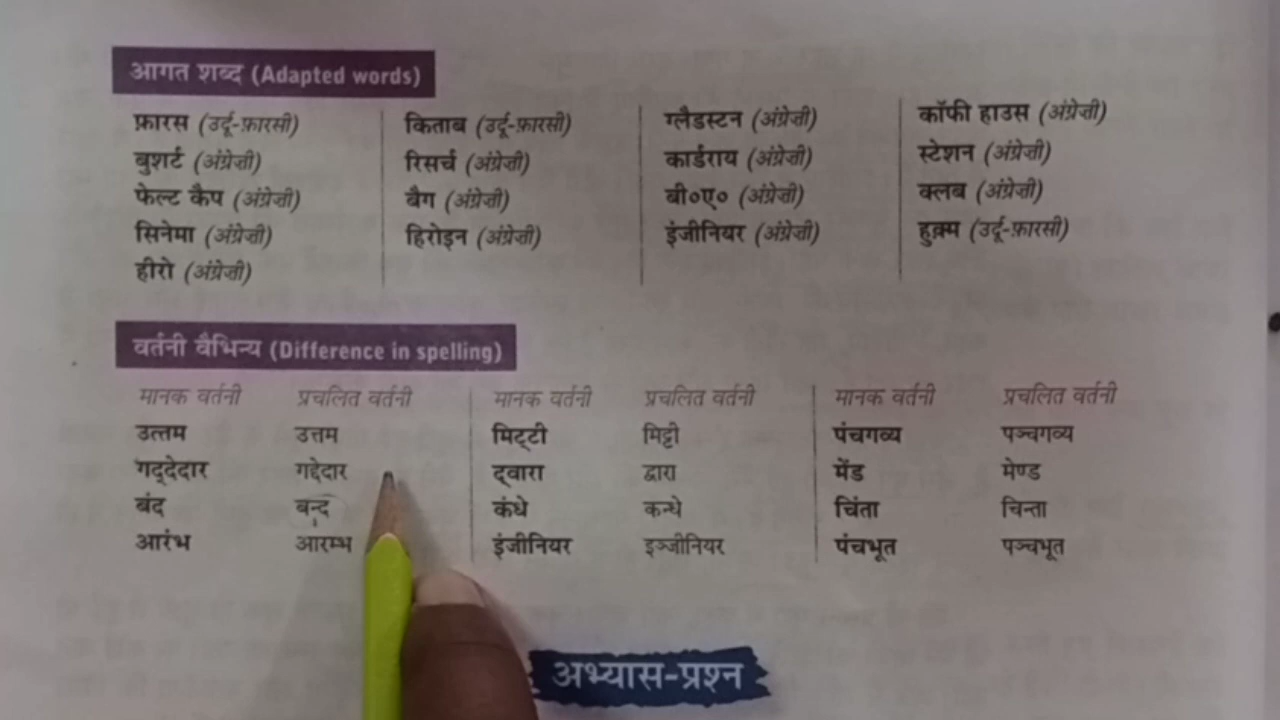 आगत शब्द (Adapted words)
फ़ारस (उर्दू-फ़ारसी) किताब (उर्दू-फ़ारसी) ग्लैडस्टन (अंग्रेज़ी) कॉफी हाउस (अंग्रेज़ी)
बुशर्ट (अंग्रेज़ी) रिसर्च (अंग्रेज़ी) कार्डराय (अंग्रेज़ी) स्टेशन (अंग्रेज़ी)
फेल्ट कैप (अंग्रेज़ी) बैग (अंग्रेज़ी) बी०ए० (अंग्रेज़ी) क्लब (अंग्रेज़ी)
सिनेमा (अंग्रेज़ी) हिरोइन (अंग्रेज़ी) इंजीनियर (अंग्रेज़ी) हुक़्म (उर्दू-फ़ारसी)
हीरो (अंग्रेज़ी)
वर्तनी वैभिन्य (Difference in spelling)
मानक वर्तनी प्रचलित वर्तनी मानक वर्तनी प्रचलित वर्तनी मानक वर्तनी प्रचलित वर्तनी
उत्‍तम उत्तम मिट्‌टी मिट्टी पंचगव्य पञ्चगव्य
गद्‌देदार गद्देदार द्‌वारा द्वारा मेंड मेण्ड
बंद बन्द कंधे कन्धे चिंता चिन्ता
आरंभ आरम्भ इंजीनियर इञ्जीनियर पंचभूत पञ्चभूत
अभ्यास-प्रश्न